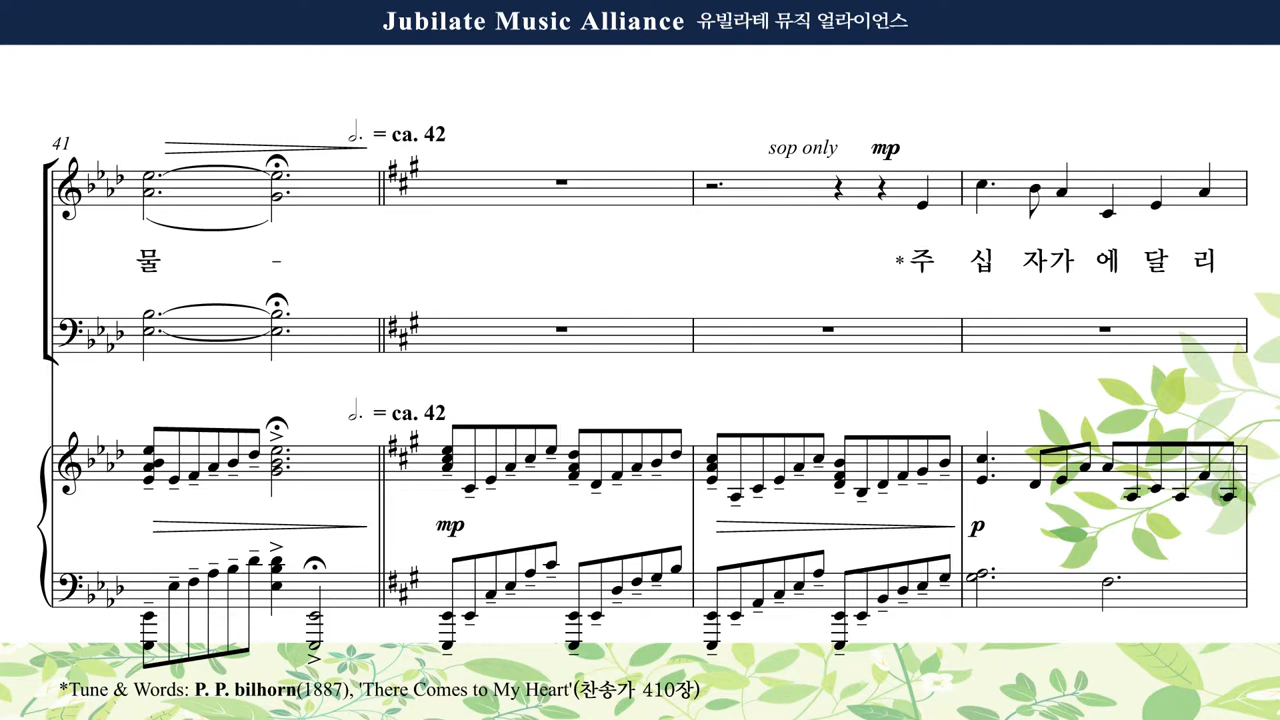 Jubilate Music Alliance 유빌라테 뮤직 얼라이언스
41
= ca. 42
sop only mp
물 - *주 십 자가 에 달 리
= ca. 42
mp p
*Tune & Words: P. P. bilhorn(1887), 'There Comes to My Heart'(찬송가 410장)